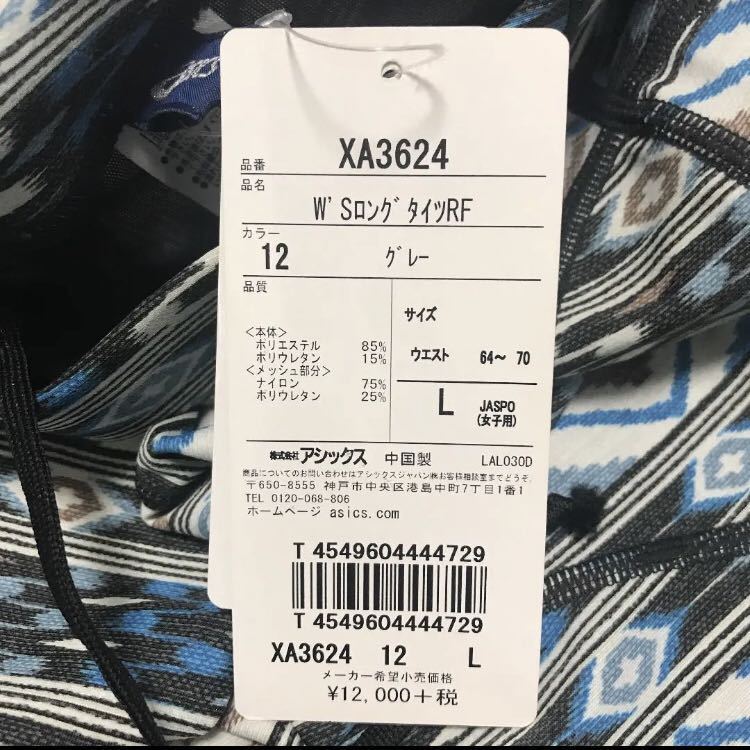 品番
XA3624
品名
W'SﾛﾝｸﾞﾀｲﾂRF
カラー
12 ｸﾞﾚｰ
品質
<本体>
ポリエステル 85%
ポリウレタン 15%
<メッシュ部分>
ナイロン 75%
ポリウレタン 25%
サイズ
ウエスト 64～ 70
L JASPO
(女子用)
株式会社アシックス 中国製 LAL030D
商品についてのお問い合わせはアシックスジャパン㈱お客様相談室までどうぞ。
〒650-8555 神戸市中央区港島中町7丁目1番1
TEL 0120-068-806
ホームページ asics.com
T 4549604444729
T 4549604444729
XA3624 12 L
メーカー希望小売価格
¥12,000+税